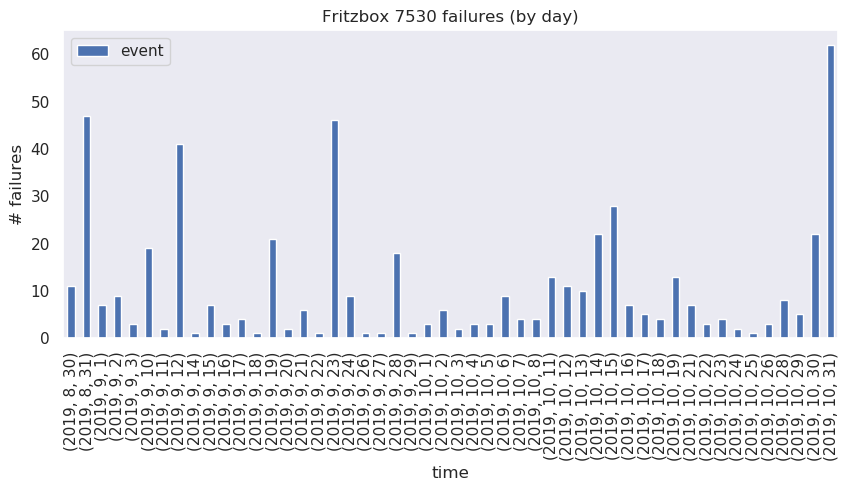 Fritzbox 7530 failures (by day)
event
# failures
60
50
40
30
20
10
0
(2019, 8, 30)
(2019, 8, 31)
(2019, 9, 1)
(2019, 9, 2)
(2019, 9, 3)
(2019, 9, 10)
(2019, 9, 11)
(2019, 9, 12)
(2019, 9, 14)
(2019, 9, 15)
(2019, 9, 16)
(2019, 9, 17)
(2019, 9, 18)
(2019, 9, 19)
(2019, 9, 20)
(2019, 9, 21)
(2019, 9, 22)
(2019, 9, 23)
(2019, 9, 24)
(2019, 9, 26)
(2019, 9, 27)
(2019, 9, 28)
(2019, 9, 29)
(2019, 10, 1)
(2019, 10, 2)
(2019, 10, 3)
(2019, 10, 4)
(2019, 10, 5)
(2019, 10, 6)
(2019, 10, 7)
(2019, 10, 8)
(2019, 10, 11)
(2019, 10, 12)
(2019, 10, 13)
(2019, 10, 14)
(2019, 10, 15)
(2019, 10, 16)
(2019, 10, 17)
(2019, 10, 18)
(2019, 10, 19)
(2019, 10, 21)
(2019, 10, 22)
(2019, 10, 23)
(2019, 10, 24)
(2019, 10, 25)
(2019, 10, 26)
(2019, 10, 28)
(2019, 10, 29)
(2019, 10, 30)
(2019, 10, 31)
time